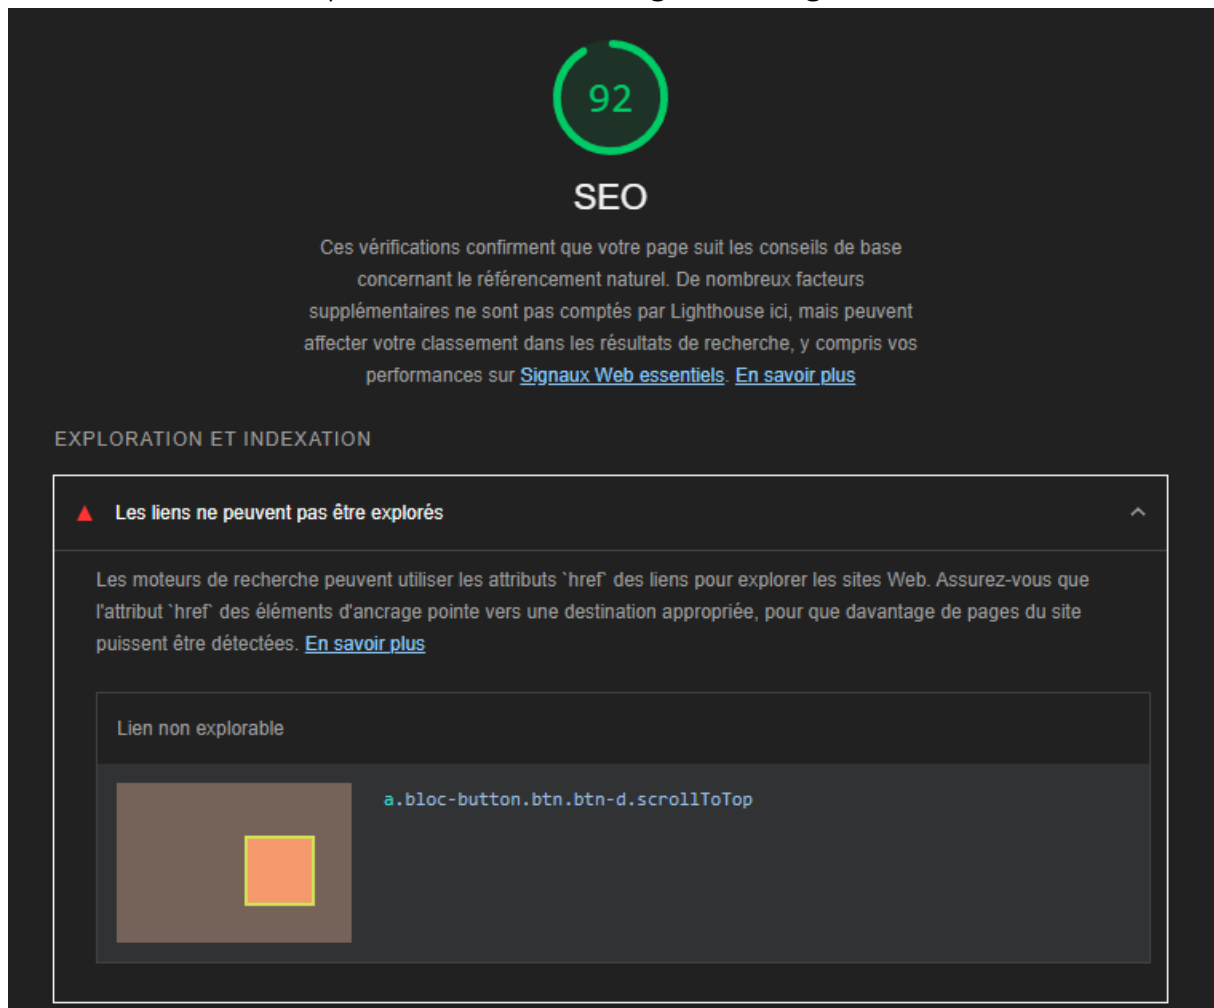 92
SEO
Ces vérifications confirment que votre page suit les conseils de base
concernant le référencement naturel. De nombreux facteurs
supplémentaires ne sont pas comptés par Lighthouse ici, mais peuvent
affecter votre classement dans les résultats de recherche, y compris vos
performances sur Signaux Web essentiels. En savoir plus
EXPLORATION ET INDEXATION
Les liens ne peuvent pas être explorés
Les moteurs de recherche peuvent utiliser les attributs `href` des liens pour explorer les sites Web. Assurez-vous que
l'attribut `href` des éléments d'ancrage pointe vers une destination appropriée, pour que davantage de pages du site
puissent être détectées. En savoir plus
Lien non explorable
a.bloc-button.btn.btn-d.scrollToTop